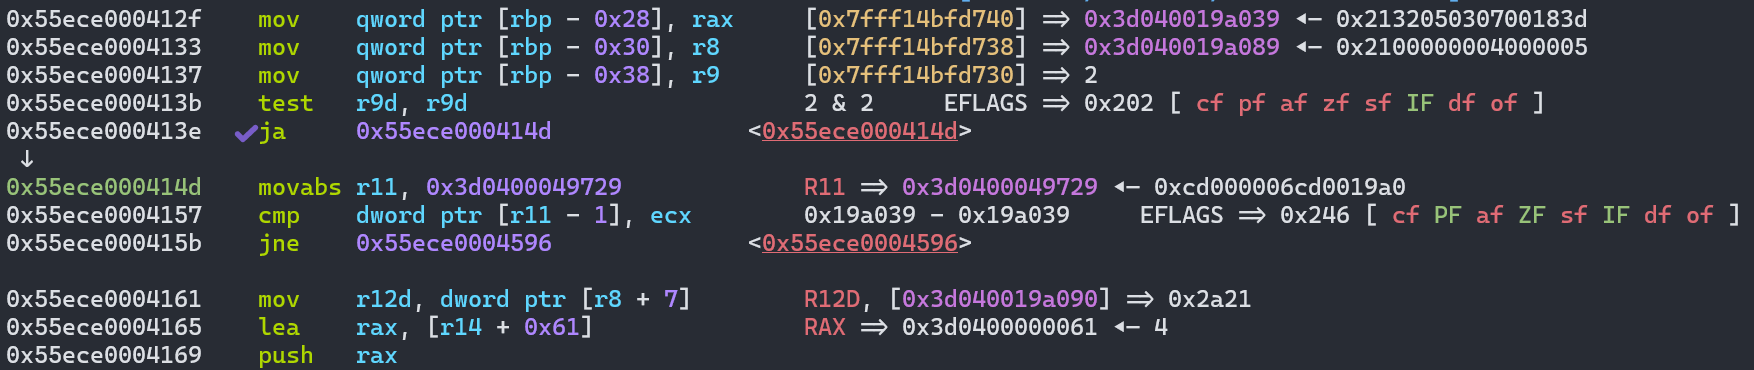 0x55ece000412f mov qword ptr [rbp - 0x28], rax [0x7fff14bfd740] => 0x3d040019a039 ◂— 0x213205030700183d
0x55ece0004133 mov qword ptr [rbp - 0x30], r8 [0x7fff14bfd738] => 0x3d040019a089 ◂— 0x2100000004000005
0x55ece0004137 mov qword ptr [rbp - 0x38], r9 [0x7fff14bfd730] => 2
0x55ece000413b test r9d, r9d 2 & 2 EFLAGS => 0x202 [ cf pf af zf sf IF df of ]
0x55ece000413e ✔ ja 0x55ece000414d <0x55ece000414d>
↓
0x55ece000414d movabs r11, 0x3d0400049729 R11 => 0x3d0400049729 ◂— 0xcd000006cd0019a0
0x55ece0004157 cmp dword ptr [r11 - 1], ecx 0x19a039 - 0x19a039 EFLAGS => 0x246 [ cf PF af ZF sf IF df of ]
0x55ece000415b jne 0x55ece0004596 <0x55ece0004596>
0x55ece0004161 mov r12d, dword ptr [r8 + 7] R12D, [0x3d040019a090] => 0x2a21
0x55ece0004165 lea rax, [r14 + 0x61] RAX => 0x3d0400000061 ◂— 4
0x55ece0004169 push rax